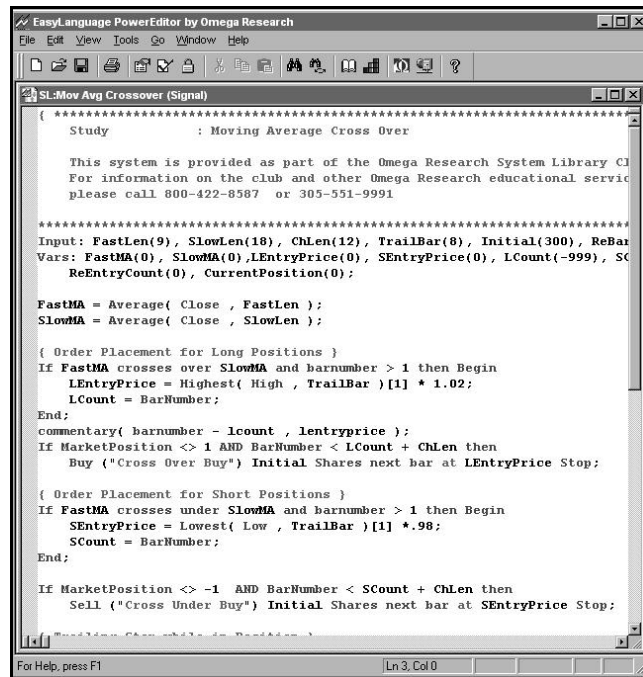 EasyLanguage PowerEditor by Omega Research
File Edit View Tools Go Window Help
SL:Mov Avg Crossover (Signal)
{ **************************************************************************
Study : Moving Average Cross Over
This system is provided as part of the Omega Research System Library Cl
For information on the club and other Omega Research educational servic
please call 800-422-8587 or 305-551-9991
****************************************************************************
Input: FastLen(9), SlowLen(18), ChLen(12), TrailBar(8), Initial(300), ReBar
Vars: FastMA(0), SlowMA(0),LEntryPrice(0), SEntryPrice(0), LCount(-999), SC
ReEntryCount(0), CurrentPosition(0);
FastMA = Average( Close , FastLen );
SlowMA = Average( Close , SlowLen );
{ Order Placement for Long Positions }
If FastMA crosses over SlowMA and barnumber > 1 then Begin
LEntryPrice = Highest( High , TrailBar )[1] * 1.02;
LCount = BarNumber;
End;
commentary( barnumber - lcount , lentryprice );
If MarketPosition <> 1 AND BarNumber < LCount + ChLen then
Buy ("Cross Over Buy") Initial Shares next bar at LEntryPrice Stop;
{ Order Placement for Short Positions }
If FastMA crosses under SlowMA and barnumber > 1 then Begin
SEntryPrice = Lowest( Low , TrailBar )[1] *.98;
SCount = BarNumber;
End;
If MarketPosition <> -1 AND BarNumber < SCount + ChLen then
Sell ("Cross Under Buy") Initial Shares next bar at SEntryPrice Stop;
{ Trailing Stop while in Position }
For Help, press F1
Ln 3, Col 0